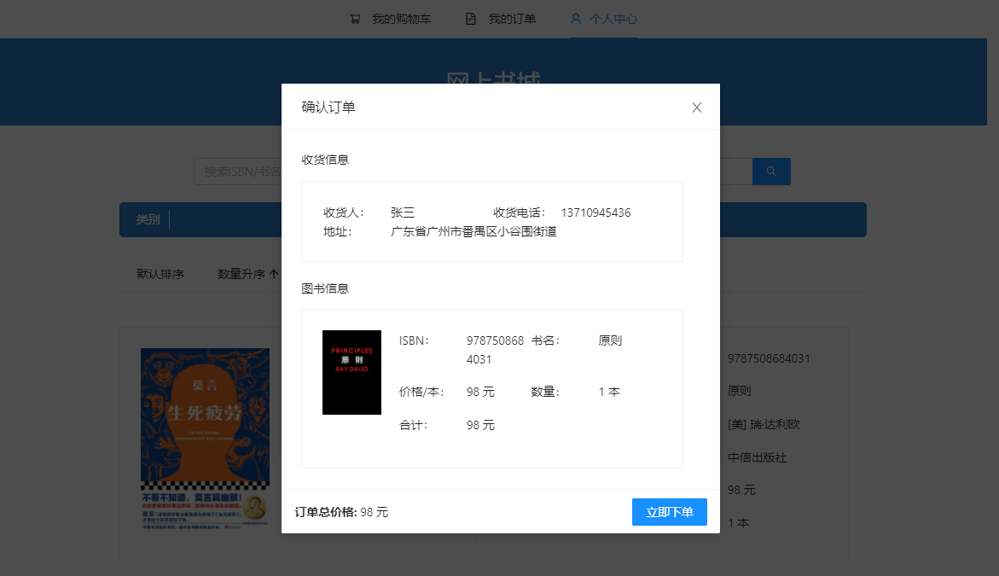 我的购物车 我的订单 个人中心
网上书城
确认订单
收货信息
搜索ISBN/书名
收货人： 张三 收货电话： 13710945436
类别
地址： 广东省广州市番禺区小谷围街道
默认排序 数量升序
图书信息
PRINCIPLES
原 则
RAY DALIO
ISBN： 978750868 书名： 原则
4031
价格/本： 98 元 数量： 1 本
合计： 98 元
莫言
生死疲劳
不看不知道，莫言真幽默！
9787508684031
原则
[美] 瑞·达利欧
中信出版社
98 元
1 本
订单总价格: 98 元 立即下单